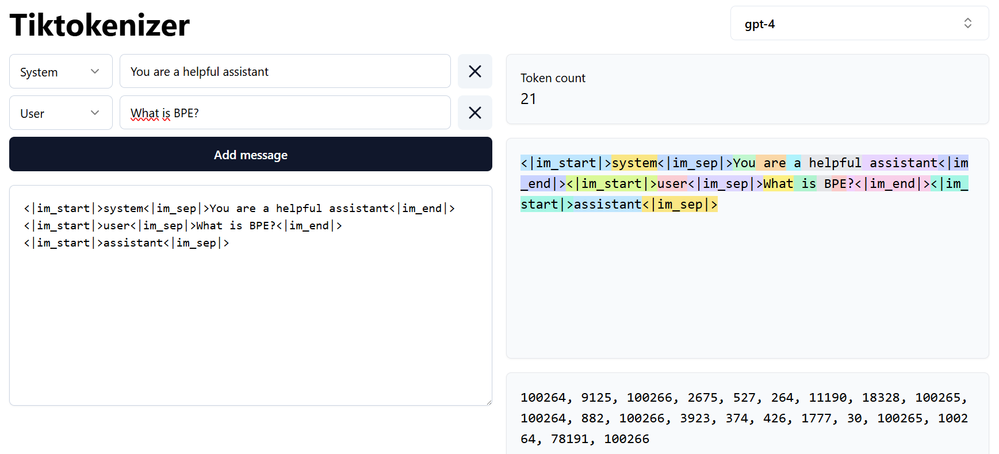 Tiktokenizer
gpt-4
System
You are a helpful assistant
User
What is BPE?
Add message
<|im_start|>system<|im_sep|>You are a helpful assistant<|im_end|>
<|im_start|>user<|im_sep|>What is BPE?<|im_end|>
<|im_start|>assistant<|im_sep|>
Token count
21
<|im_start|>system<|im_sep|>You are a helpful assistant<|im
_end|><|im_start|>user<|im_sep|>What is BPE?<|im_end|><|im_
start|>assistant<|im_sep|>
100264, 9125, 100266, 2675, 527, 264, 11190, 18328, 100265,
100264, 882, 100266, 3923, 374, 426, 1777, 30, 100265, 1002
64, 78191, 100266